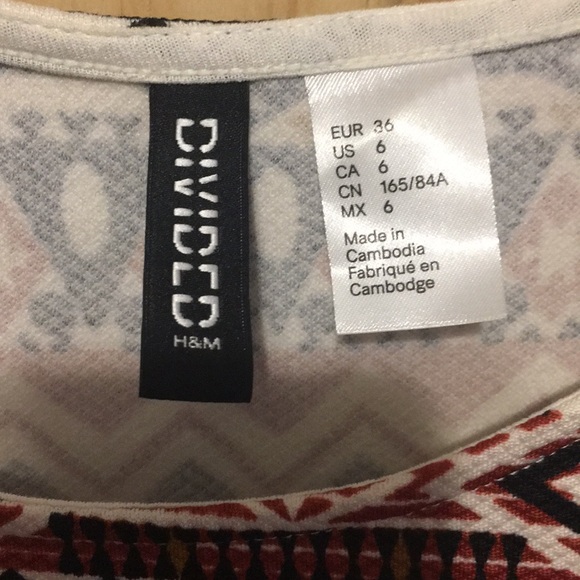 DIVIDED
H&M
EUR 36
US 6
CA 6
CN 165/84A
MX 6
Made in
Cambodia
Fabriqué en
Cambodge